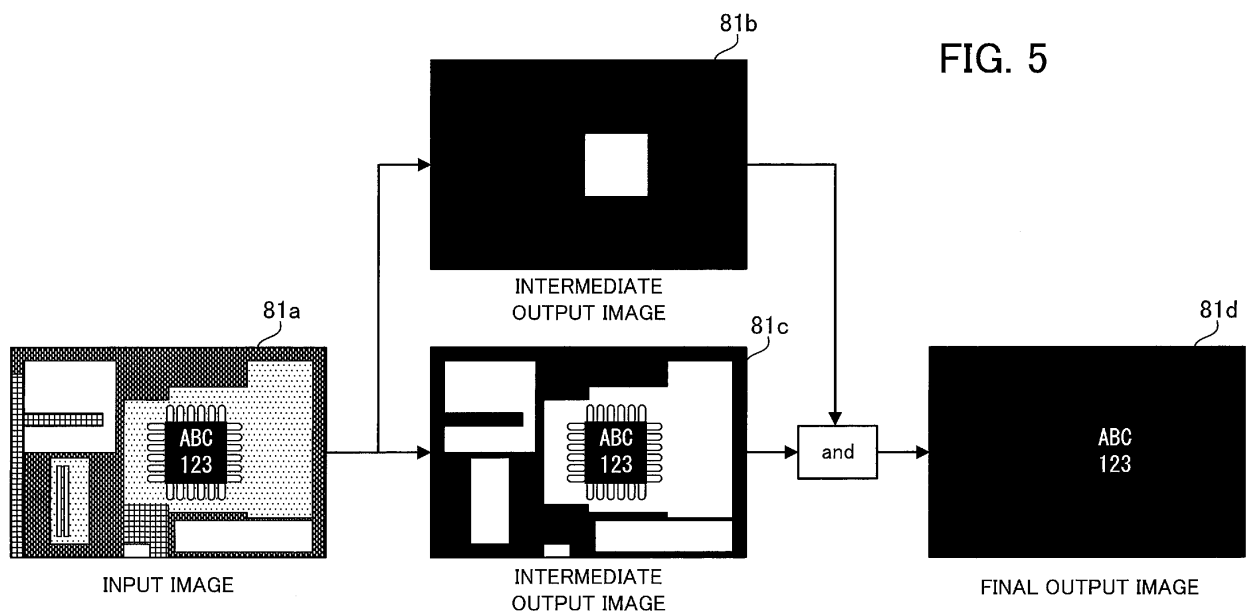 81b
FIG. 5
INTERMEDIATE
OUTPUT IMAGE
81a
81c
81d
ABC
123
ABC
123
and
ABC
123
INPUT IMAGE
INTERMEDIATE
OUTPUT IMAGE
FINAL OUTPUT IMAGE